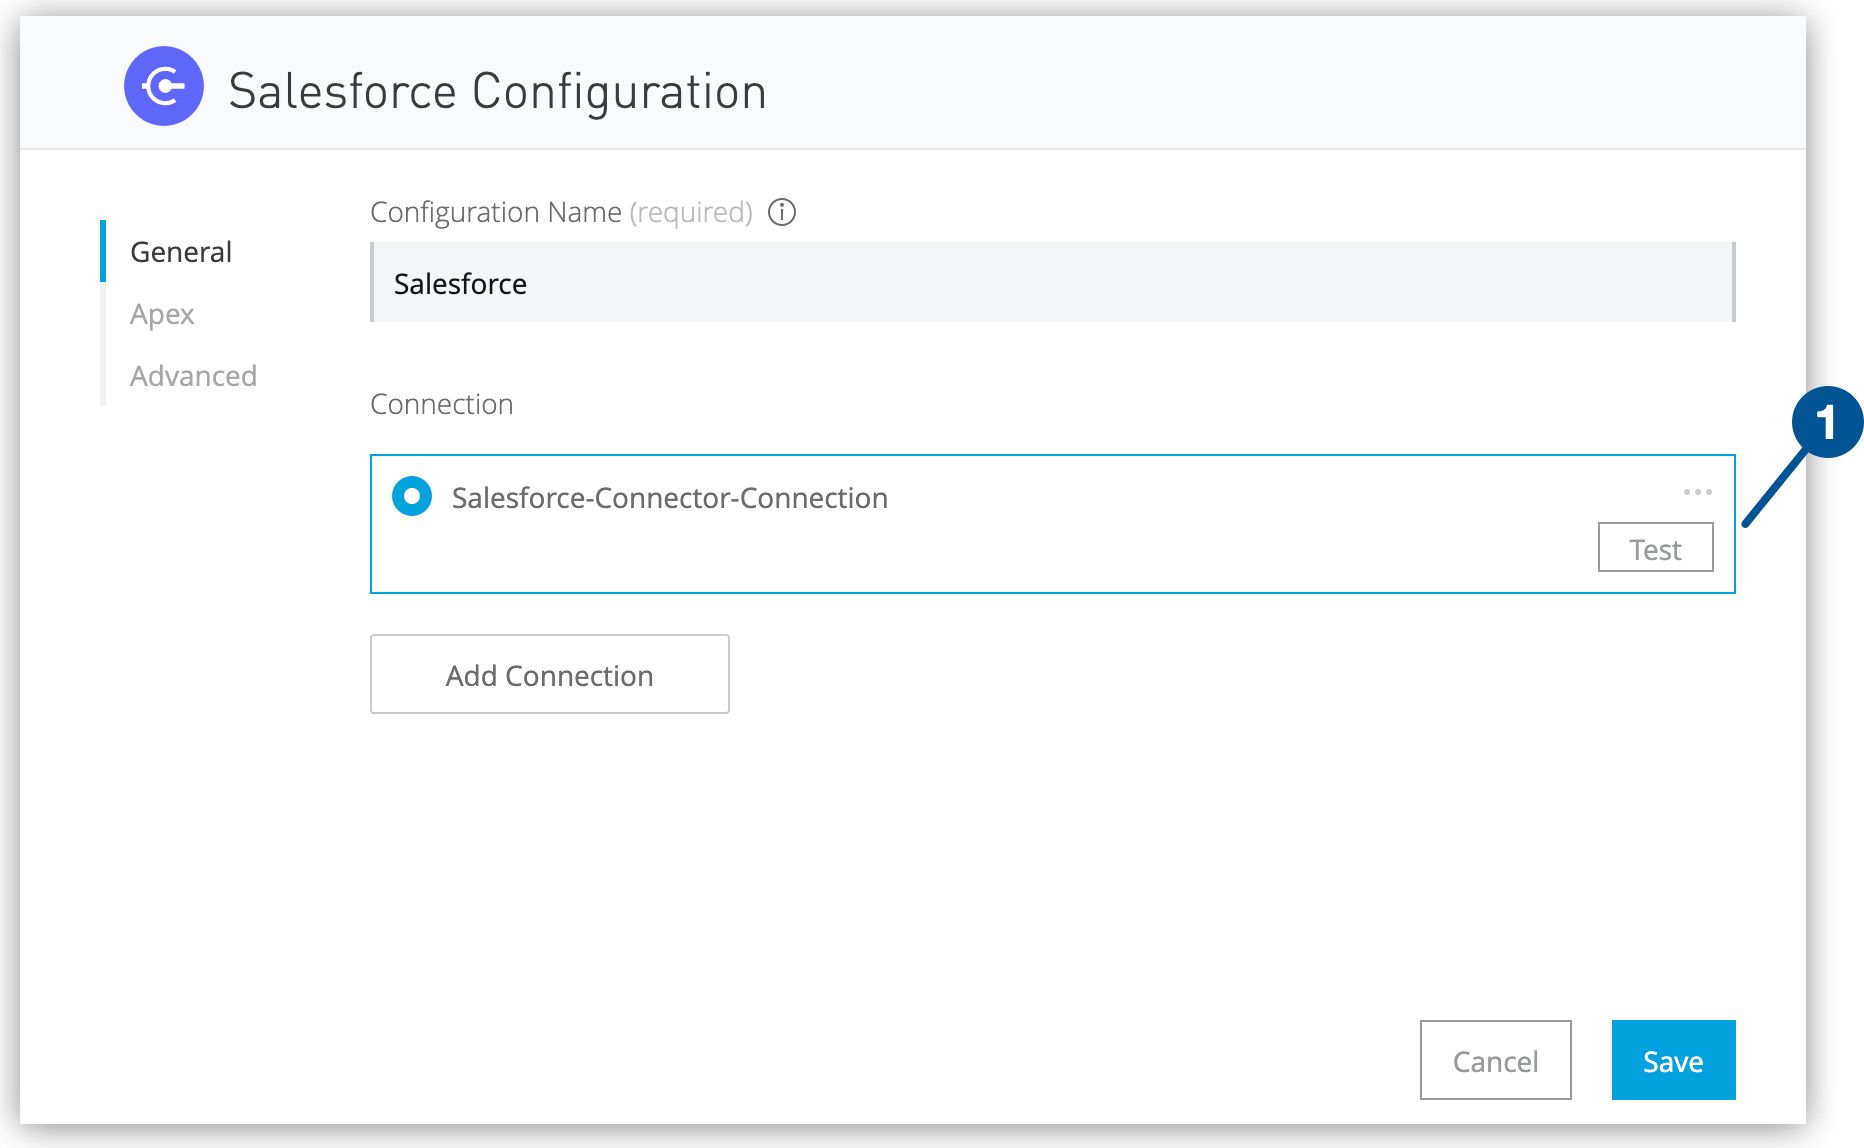 Salesforce Configuration
General
Apex
Advanced
Configuration Name (required)
Salesforce
Connection
1
Salesforce-Connector-Connection
Test
Add Connection
Cancel
Save